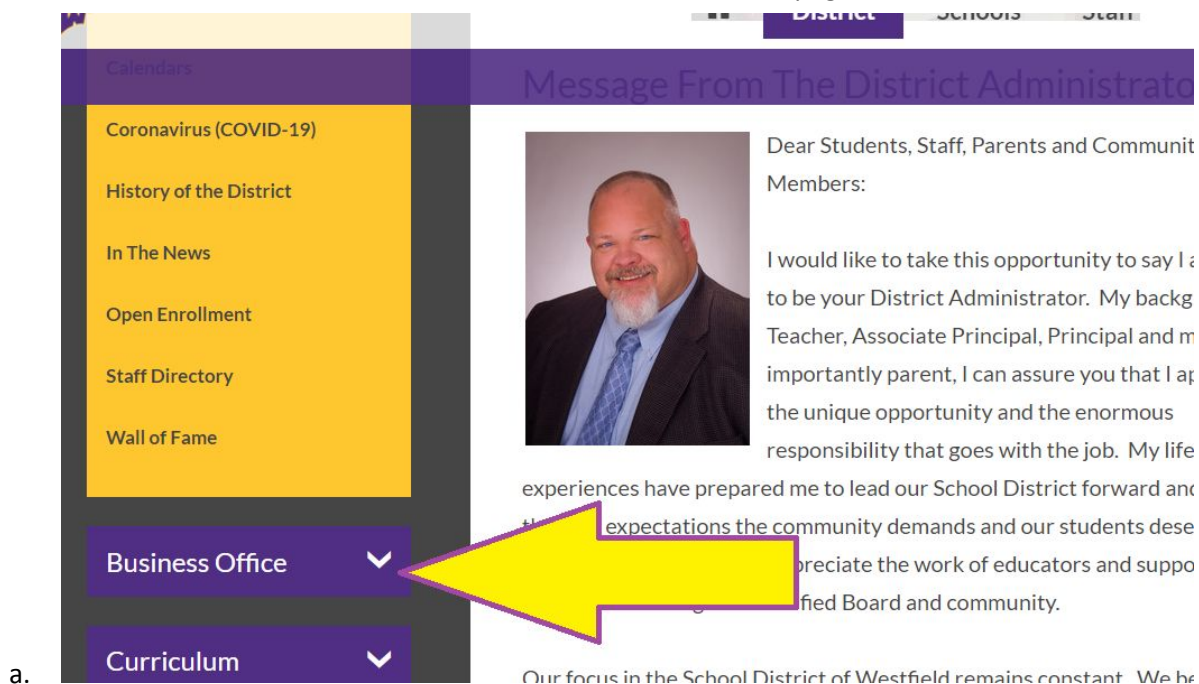 District Schools Staff
Calendars
Coronavirus (COVID-19)
History of the District
In The News
Open Enrollment
Staff Directory
Wall of Fame
Business Office
Curriculum
a.
Message From The District Administrato
Dear Students, Staff, Parents and Communit
Members:
I would like to take this opportunity to say I a
to be your District Administrator. My backg
Teacher, Associate Principal, Principal and m
importantly parent, I can assure you that I ap
the unique opportunity and the enormous
responsibility that goes with the job. My life
experiences have prepared me to lead our School District forward and
expectations the community demands and our students dese
preciate the work of educators and suppo
fied Board and community.
Our focus in the School District of Westfield remains constant. We be